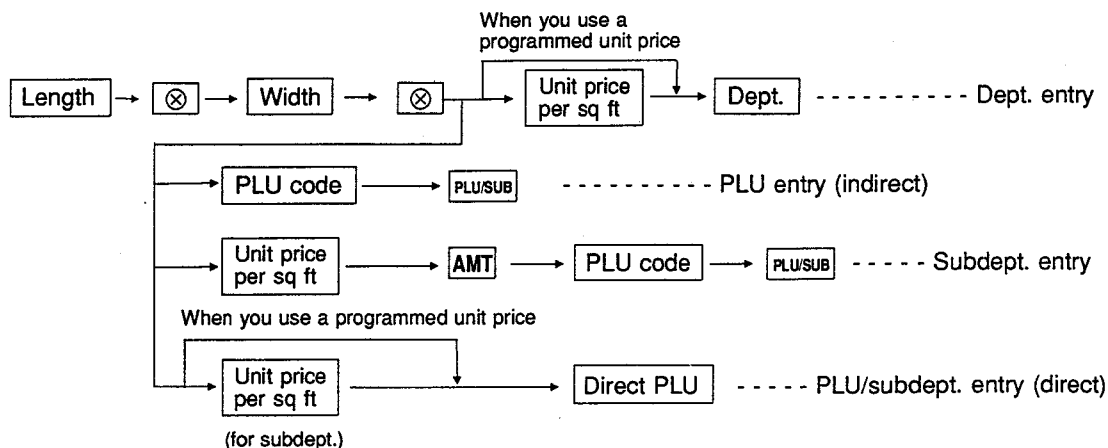 When you use a
programmed unit price
Length ⊗ Width ⊗ Unit price
per sq ft Dept. Dept. entry
PLU code PLU/SUB PLU entry (indirect)
Unit price
per sq ft AMT PLU code PLU/SUB Subdept. entry
When you use a programmed unit price
Unit price
per sq ft Direct PLU PLU/subdept. entry (direct)
(for subdept.)